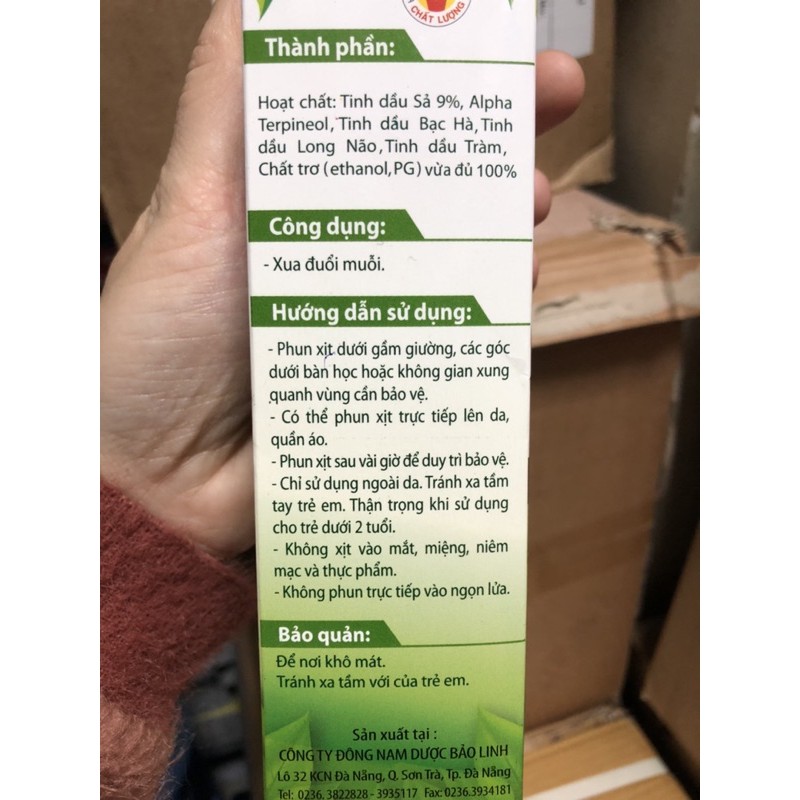 CHẤT LƯỢNG
Thành phần:
Hoạt chất: Tinh dầu Sả 9%, Alpha
Terpineol, Tinh dầu Bạc Hà, Tinh
dầu Long Não, Tinh dầu Tràm,
Chất trơ (ethanol, PG) vừa đủ 100%
Công dụng:
- Xua đuổi muỗi.
Hướng dẫn sử dụng:
- Phun xịt dưới gầm giường, các góc
dưới bàn học hoặc không gian xung
quanh vùng cần bảo vệ.
- Có thể phun xịt trực tiếp lên da,
quần áo.
- Phun xịt sau vài giờ để duy trì bảo vệ.
- Chỉ sử dụng ngoài da. Tránh xa tầm
tay trẻ em. Thận trọng khi sử dụng
cho trẻ dưới 2 tuổi.
- Không xịt vào mắt, miệng, niêm
mạc và thực phẩm.
- Không phun trực tiếp vào ngọn lửa.
Bảo quản:
Để nơi khô mát.
Tránh xa tầm với của trẻ em.
Sản xuất tại :
CÔNG TY ĐÔNG NAM DƯỢC BẢO LINH
Lô 32 KCN Đà Nẵng, Q. Sơn Trà, Tp. Đà Nẵng
Tel: 0236. 3822828 - 3935117 Fax: 0236.3934181